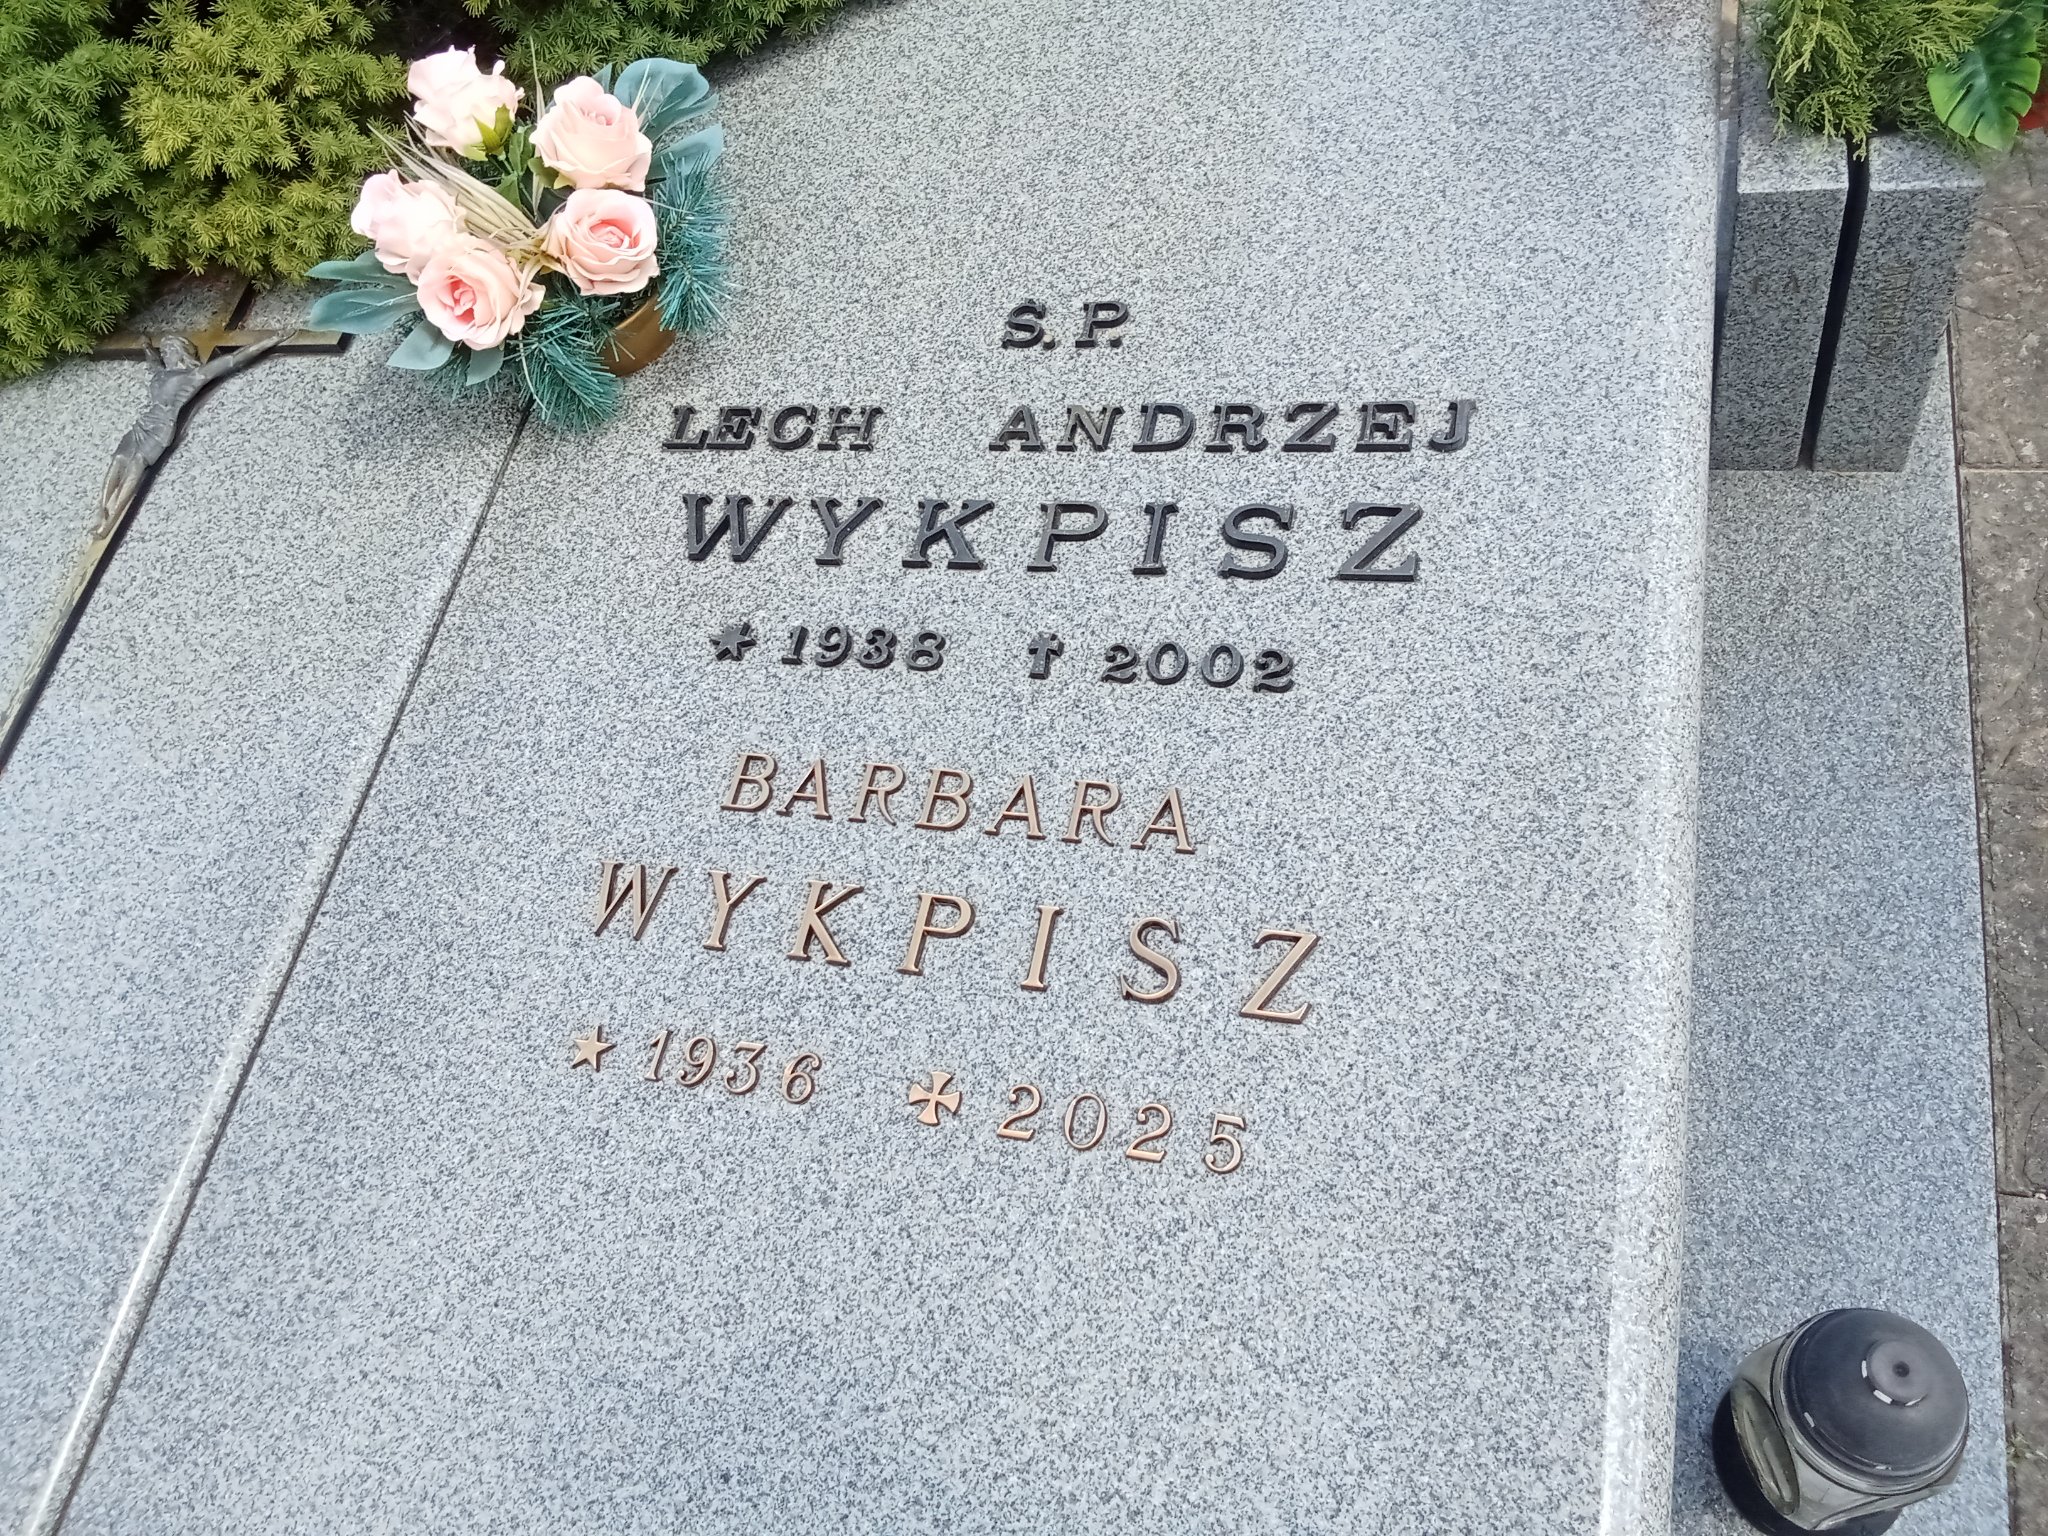 Ś.P.
LECH ANDRZEJ
WYKPISZ
★ 1938 ✝ 2002
BARBARA
WYKPISZ
★ 1936 ✠ 2025